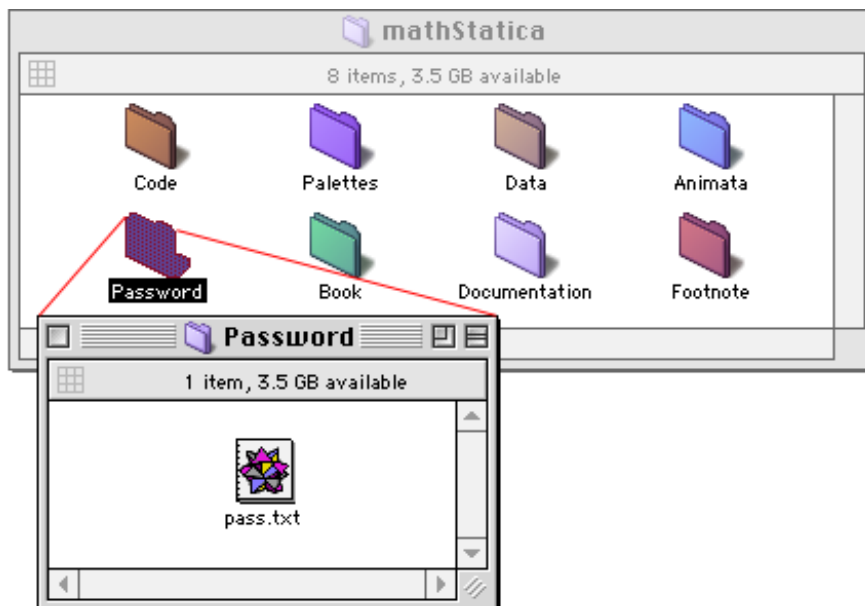 mathStatica
8 items, 3.5 GB available
Code Palettes Data Animata
Password Book Documentation Footnote
Password
1 item, 3.5 GB available
pass.txt